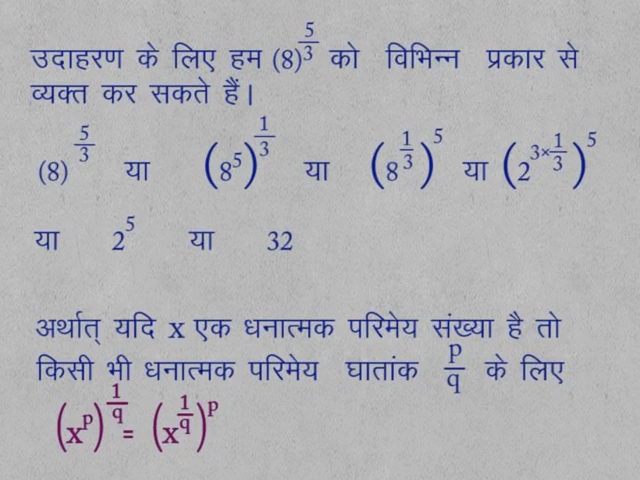 उदाहरण के लिए हम (8)^(5/3) को विभिन्न प्रकार से
व्यक्त कर सकते हैं।
(8)^(5/3) या (8^5)^(1/3) या (8^(1/3))^5 या (2^(3×1/3))^5
या 2^5 या 32
अर्थात् यदि x एक धनात्मक परिमेय संख्या है तो
किसी भी धनात्मक परिमेय घातांक p/q के लिए
(x^p)^(1/q) = (x^(1/q))^p